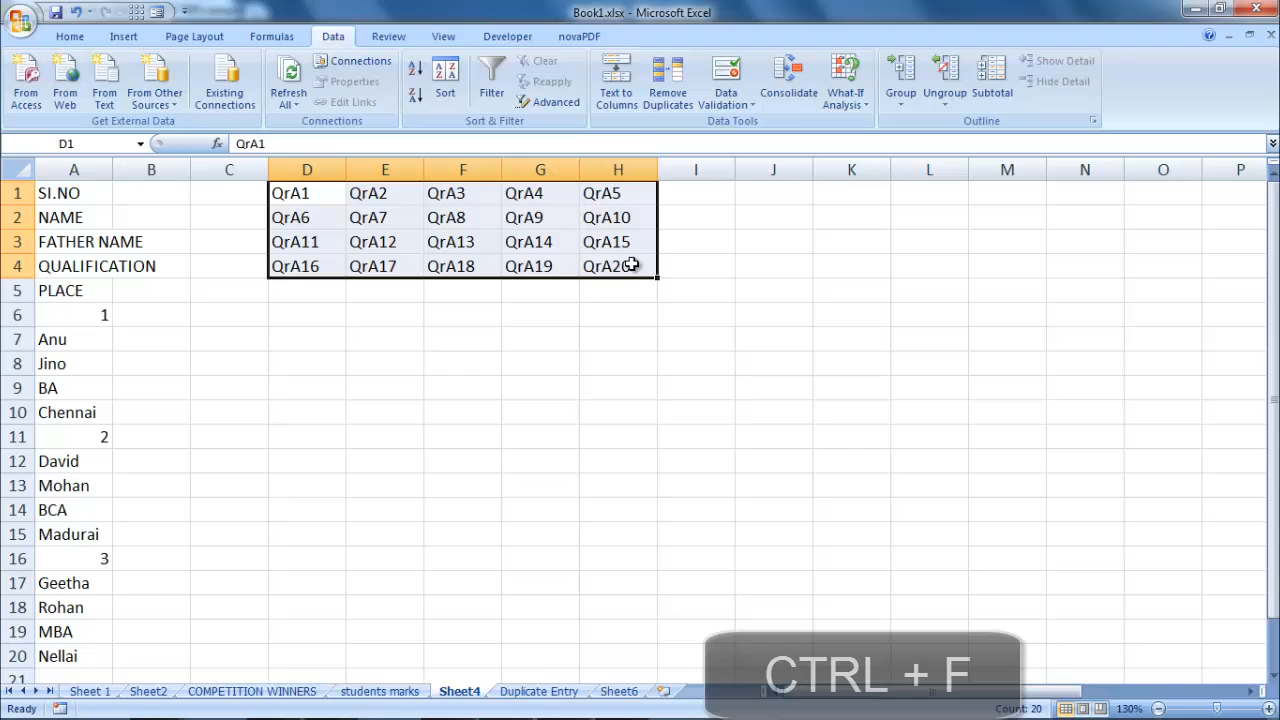 Book1.xlsx - Microsoft Excel
Home Insert Page Layout Formulas Data Review View Developer novaPDF
From Access
From Web
From Text
From Other Sources
Existing Connections
Get External Data
Refresh All
Connections
Properties
Edit Links
Connections
Sort
Filter
Clear
Reapply
Advanced
Sort & Filter
Text to Columns
Remove Duplicates
Data Validation
Consolidate
What-If Analysis
Data Tools
Group
Ungroup
Subtotal
Show Detail
Hide Detail
Outline
D1 fx QrA1
A B C D E F G H I J K L M N O P
1 SI.NO QrA1 QrA2 QrA3 QrA4 QrA5
2 NAME QrA6 QrA7 QrA8 QrA9 QrA10
3 FATHER NAME QrA11 QrA12 QrA13 QrA14 QrA15
4 QUALIFICATION QrA16 QrA17 QrA18 QrA19 QrA20
5 PLACE
6 1
7 Anu
8 Jino
9 BA
10 Chennai
11 2
12 David
13 Mohan
14 BCA
15 Madurai
16 3
17 Geetha
18 Rohan
19 MBA
20 Nellai
21
CTRL + F
Sheet 1 Sheet2 COMPETITION WINNERS students marks Sheet4 Duplicate Entry Sheet6
Ready Count: 20 130%